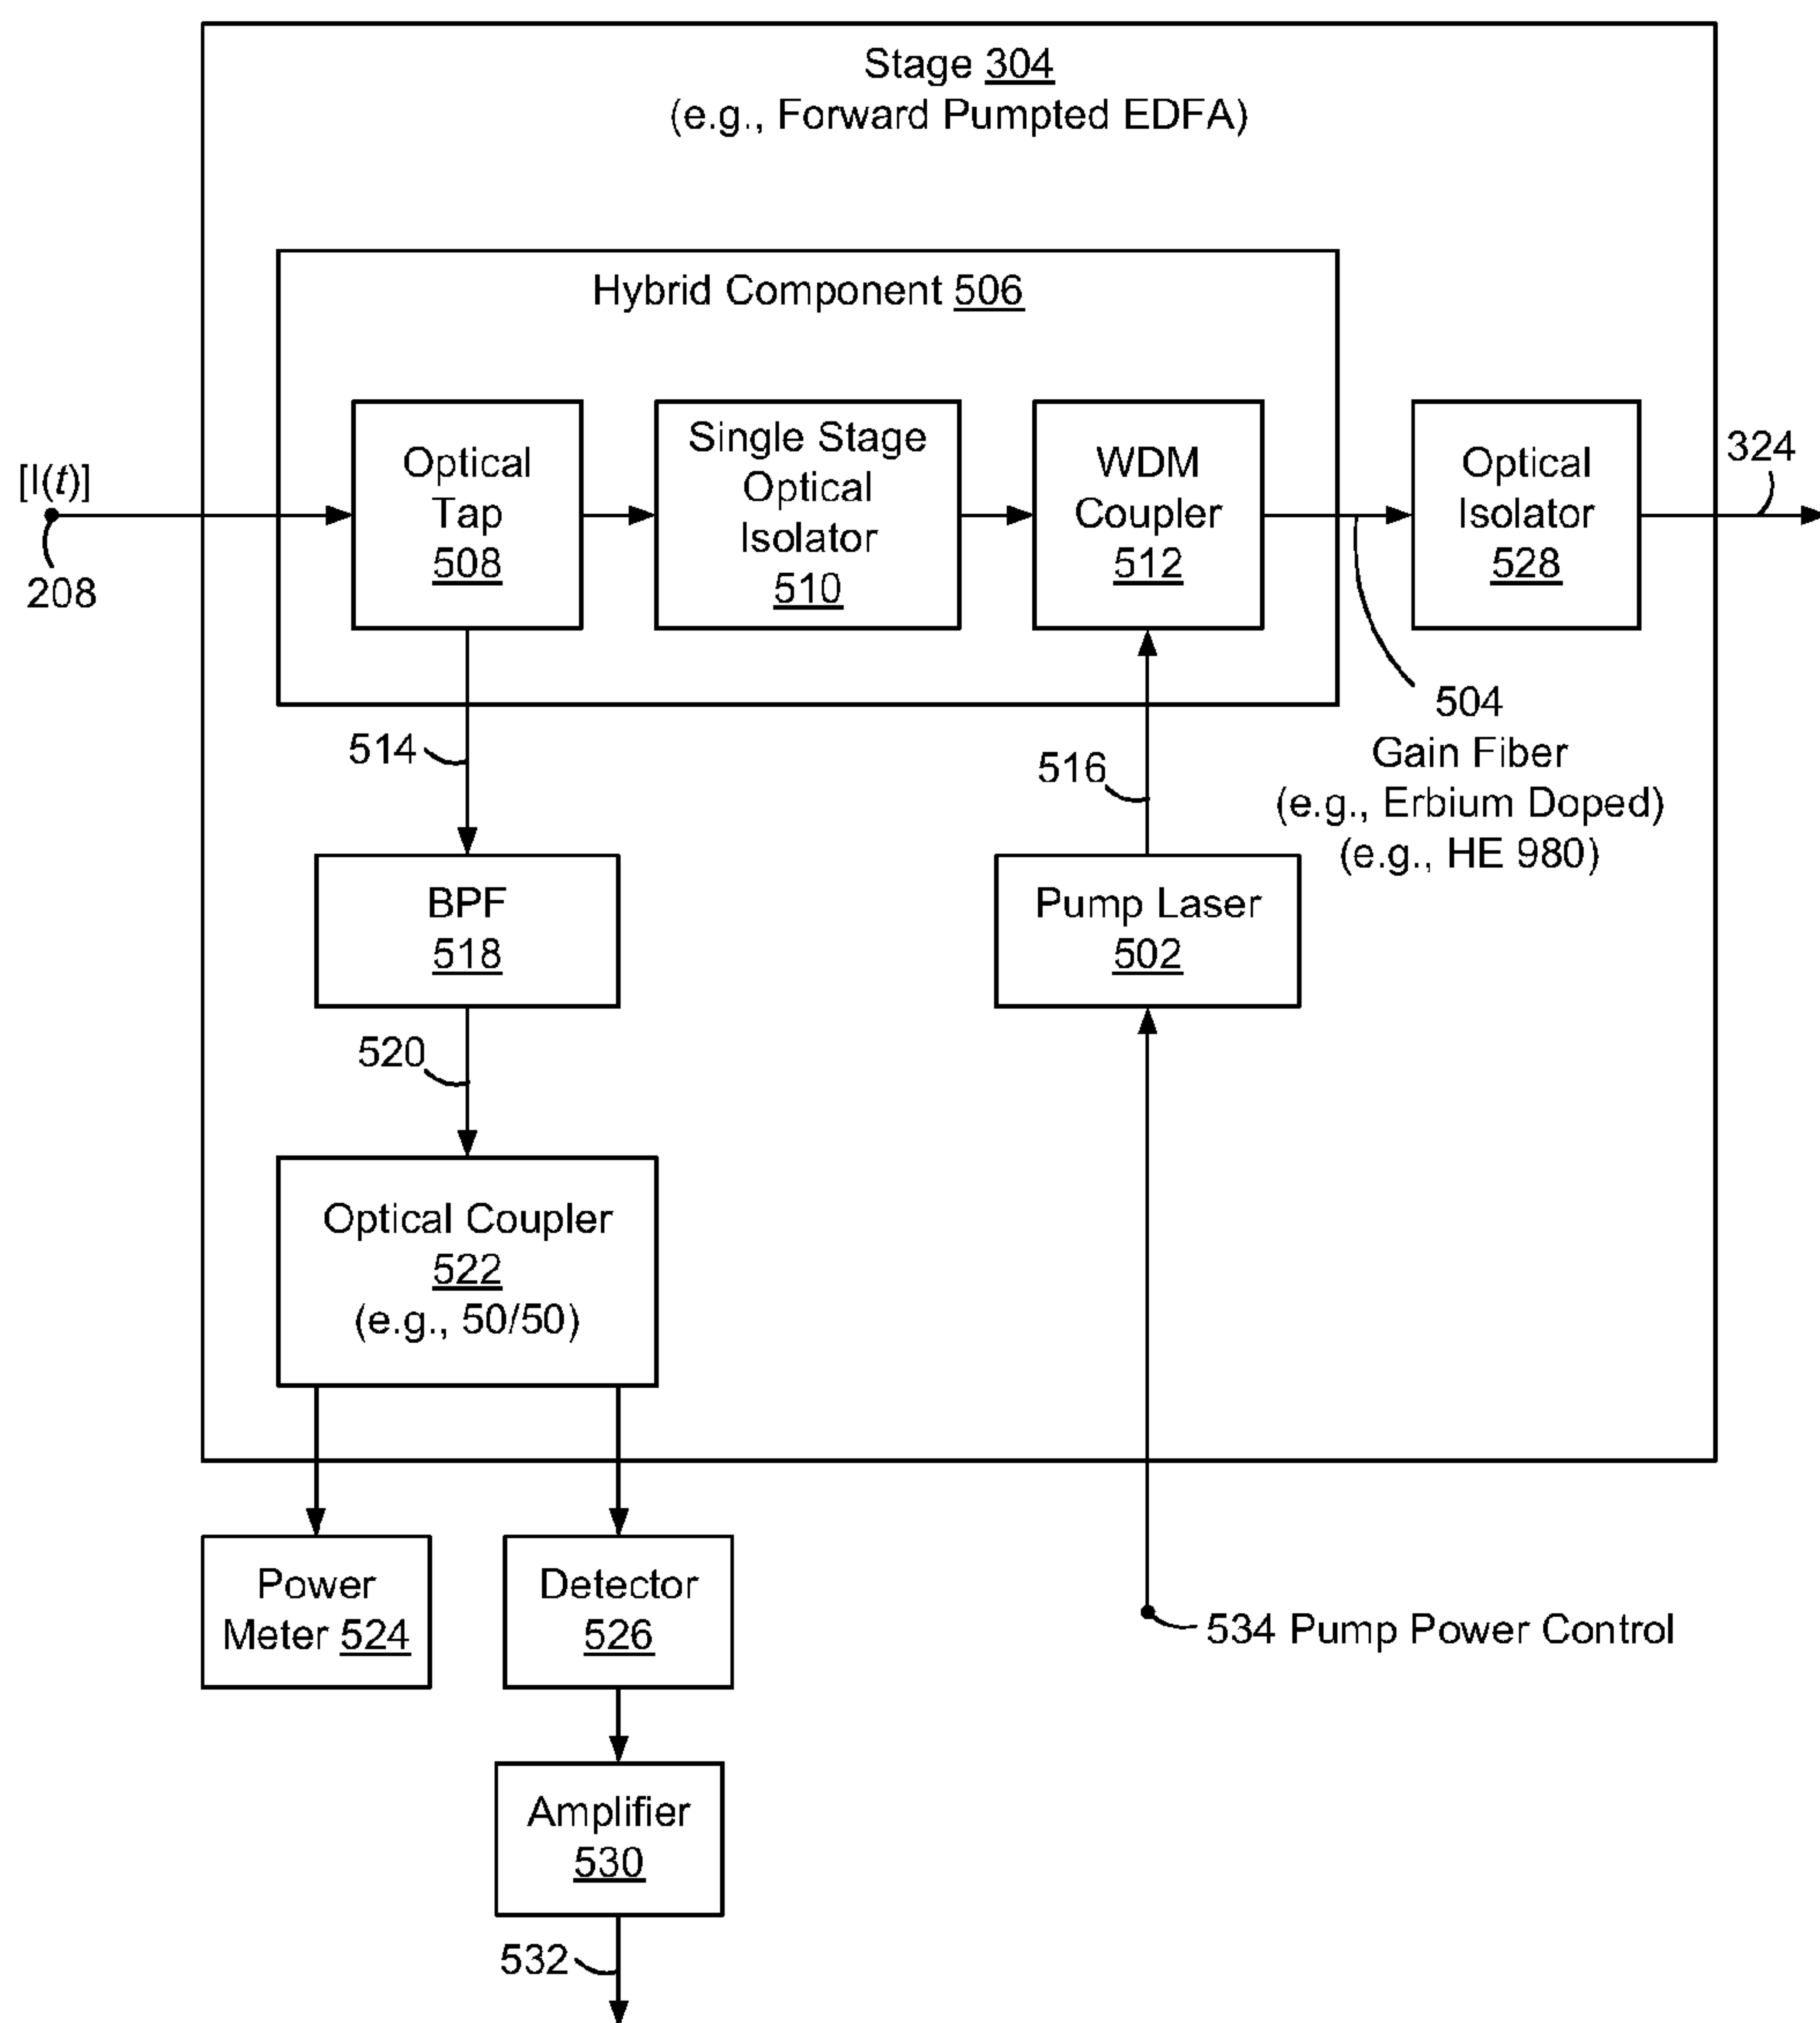 Stage 304
(e.g., Forward Pumpted EDFA)
Hybrid Component 506
[I(t)]
208
Optical
Tap
508
Single Stage
Optical
Isolator
510
WDM
Coupler
512
Optical
Isolator
528
324
514
516
504
Gain Fiber
(e.g., Erbium Doped)
(e.g., HE 980)
BPF
518
Pump Laser
502
520
Optical Coupler
522
(e.g., 50/50)
Power
Meter 524
Detector
526
534 Pump Power Control
Amplifier
530
532